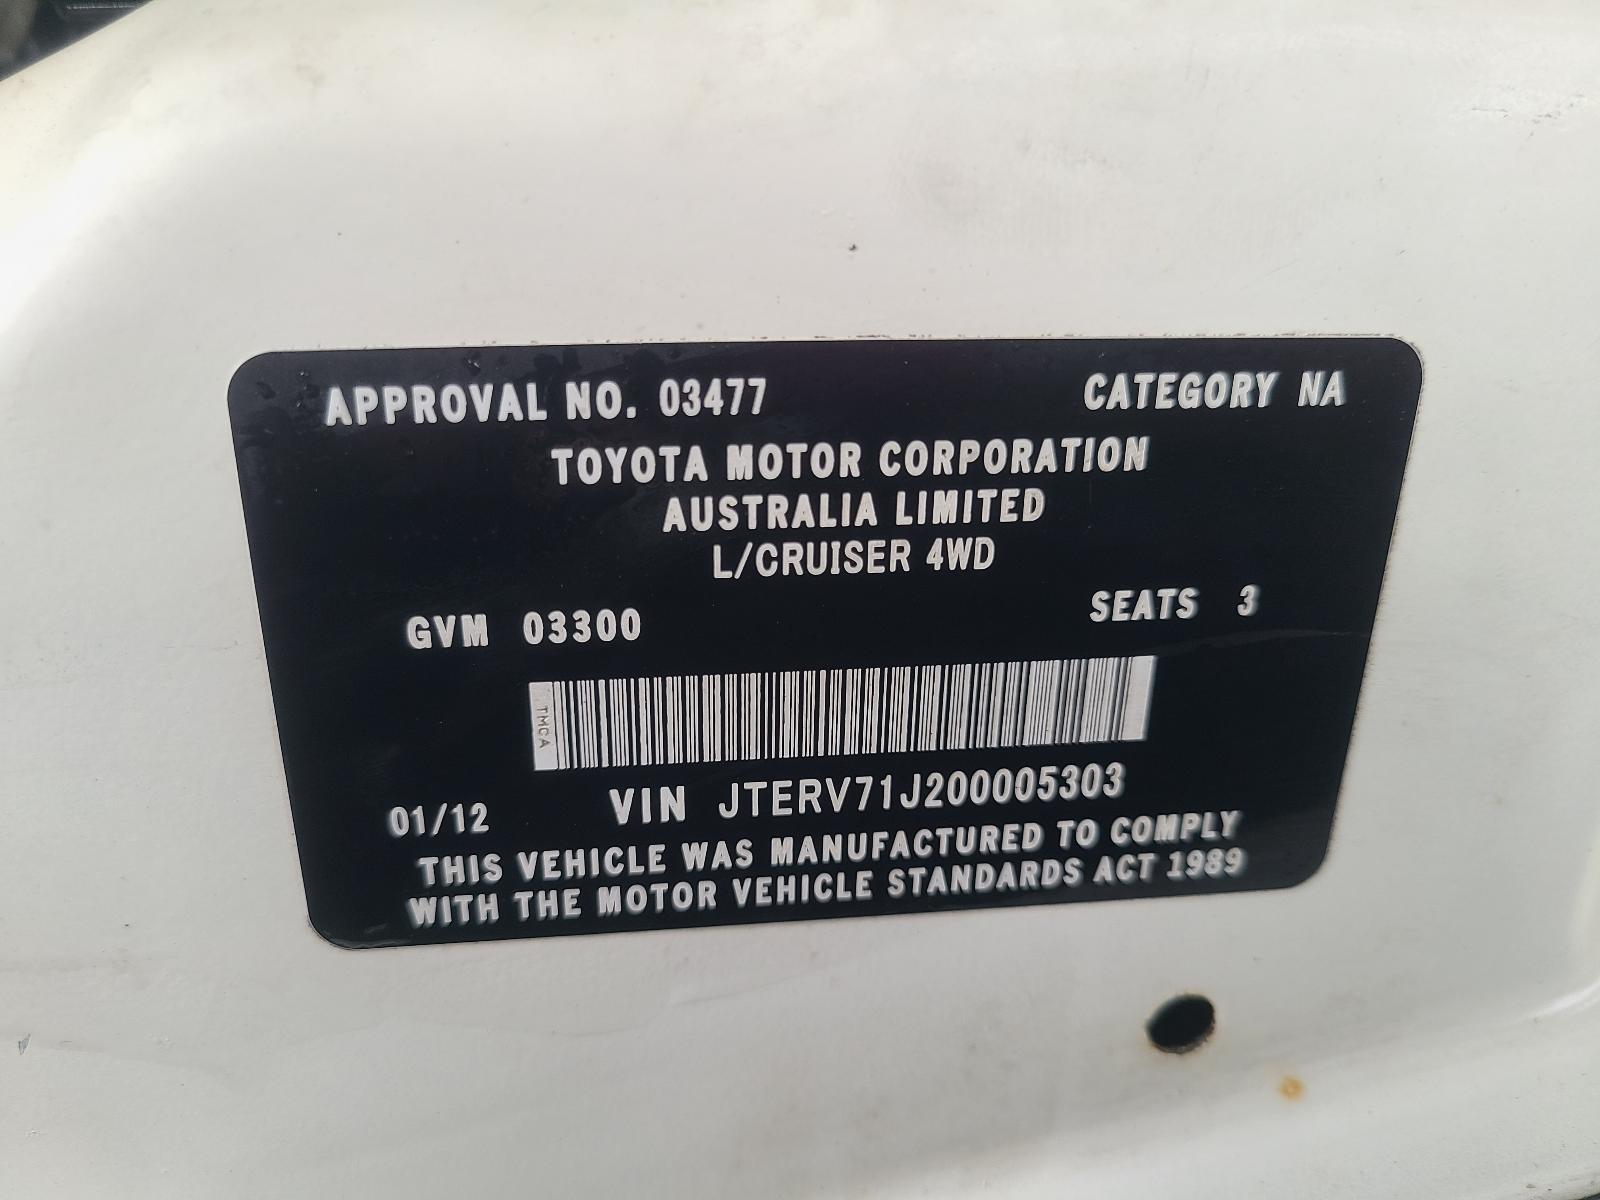 APPROVAL NO. 03477 CATEGORY NA
TOYOTA MOTOR CORPORATION
AUSTRALIA LIMITED
L/CRUISER 4WD
GVM 03300 SEATS 3
TMCA
01/12 VIN JTERV71J200005303
THIS VEHICLE WAS MANUFACTURED TO COMPLY
WITH THE MOTOR VEHICLE STANDARDS ACT 1989